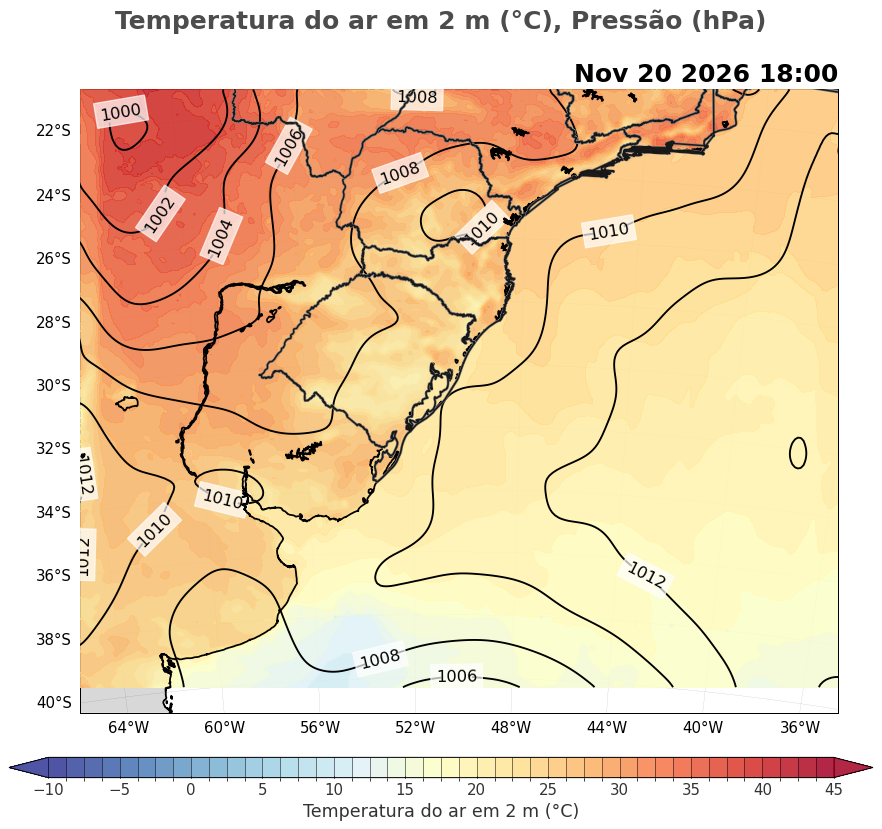 Temperatura do ar em 2 m (°C), Pressão (hPa)
Nov 20 2026 18:00
1000
1008
1006
1008
1002
1004
1010
1010
1012
1010
1010
1012
1012
1008
1006
22°S
24°S
26°S
28°S
30°S
32°S
34°S
36°S
38°S
40°S
64°W 60°W 56°W 52°W 48°W 44°W 40°W 36°W
−10 −5 0 5 10 15 20 25 30 35 40 45
Temperatura do ar em 2 m (°C)